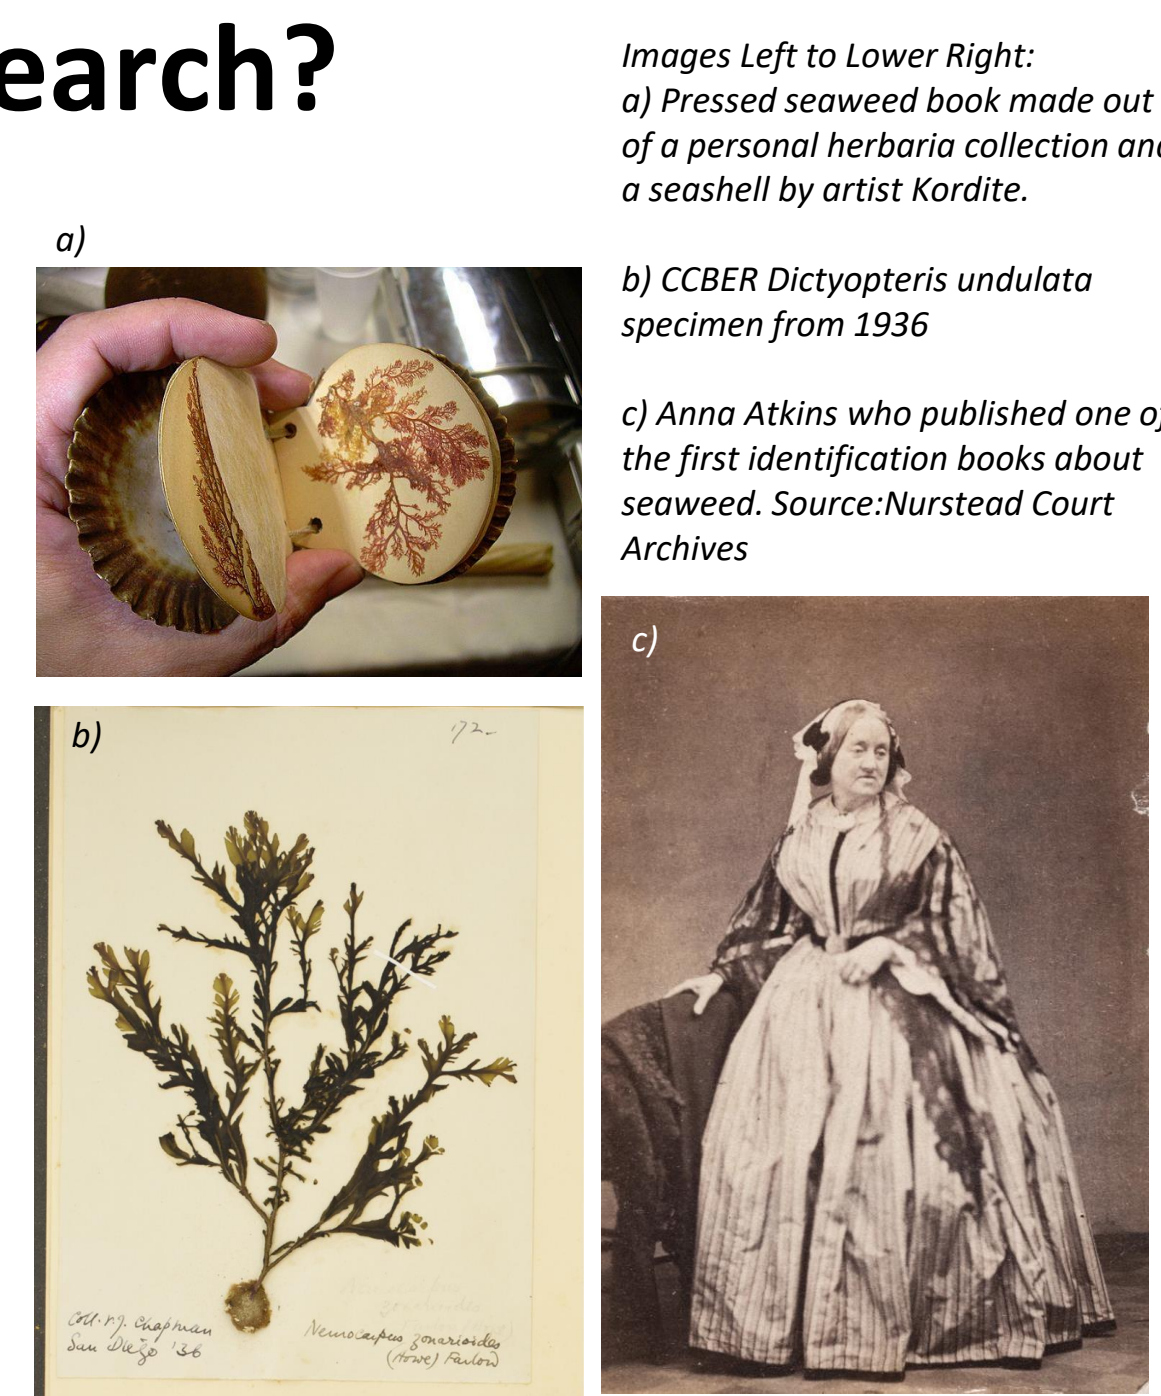 earch?
Images Left to Lower Right:
a) Pressed seaweed book made out
of a personal herbaria collection and
a seashell by artist Kordite.
b) CCBER Dictyopteris undulata
specimen from 1936
c) Anna Atkins who published one of
the first identification books about
seaweed. Source:Nurstead Court
Archives
a)
b)
172
Coll. V.J. Chapman
San Diego '36
Nemocarpus zonarioides
(Howe) Farlow
c)